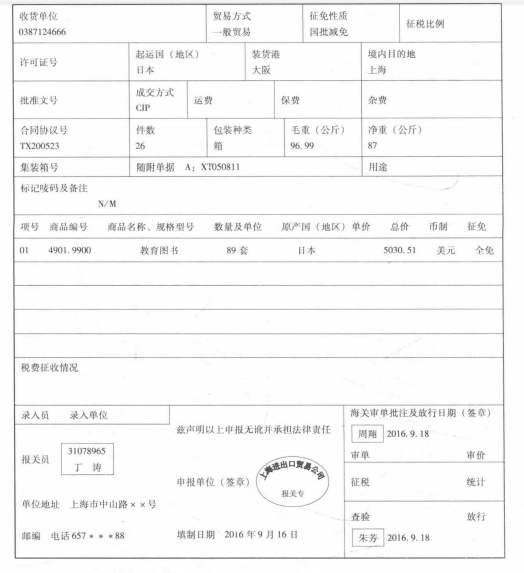 收货单位 贸易方式 征免性质 征税比例
0387124666 一般贸易 国批减免
许可证号 起运国（地区） 装货港 境内目的地
日本 大阪 上海
批准文号 成交方式 运费 保费 杂费
CIP
合同协议号 件数 包装种类 毛重（公斤） 净重（公斤）
TX200523 26 箱 96.99 87
集装箱号 随附单据 A：XT050811 用途
标记唛码及备注
N/M
项号 商品编号 商品名称、规格型号 数量及单位 原产国（地区） 单价 总价 币制 征免
01 4901.9900 教育图书 89 套 日本 5030.51 美元 全免
税费征收情况
录入员 录入单位
兹声明以上申报无讹并承担法律责任
海关审单批注及放行日期（签章）
周翔 2016.9.18
报关员 31078965
丁 涛
审单 审价
申报单位（签章） 上海进出口贸易公司
报关专
征税 统计
单位地址 上海市中山路××号
查验 放行
邮编 电话 657＊＊＊88 填制日期 2016 年 9 月 16 日
朱芳 2016.9.18